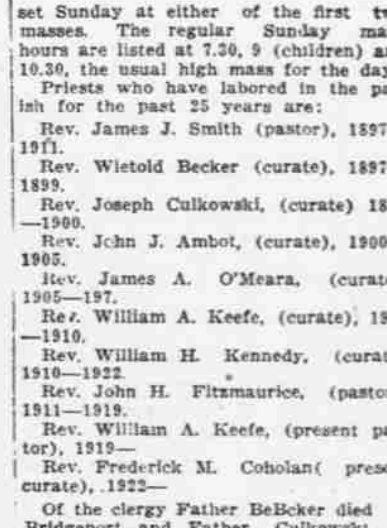 set Sunday at either of the first
masses. The regular Sunday
hours are listed at 7.30, 9 (children)
10.30, the usual high mass for the day
Priests who have labored in the
ish for the past 25 years are:
Rev. James J. Smith (pastor), 1897
1911.
Rev. Wietold Becker (curate), 1897
1899.
Rev. Joseph Culkowski, (curate) 18
—1900.
Rev. John J. Ambot, (curate), 1900
1905.
Rev. James A. O'Meara, (curat
1905—197.
Rev. William A. Keefe, (curate), 19
—1910.
Rev. William H. Kennedy, (curat
1910—1922.
Rev. John H. Fitzmaurice, (pasto
1911—1919.
Rev. William A. Keefe, (present pa
tor), 1919—
Rev. Frederick M. Coholan( prese
curate), .1922—
Of the clergy Father BeBcker died
Bridgeport and Father Culkowski